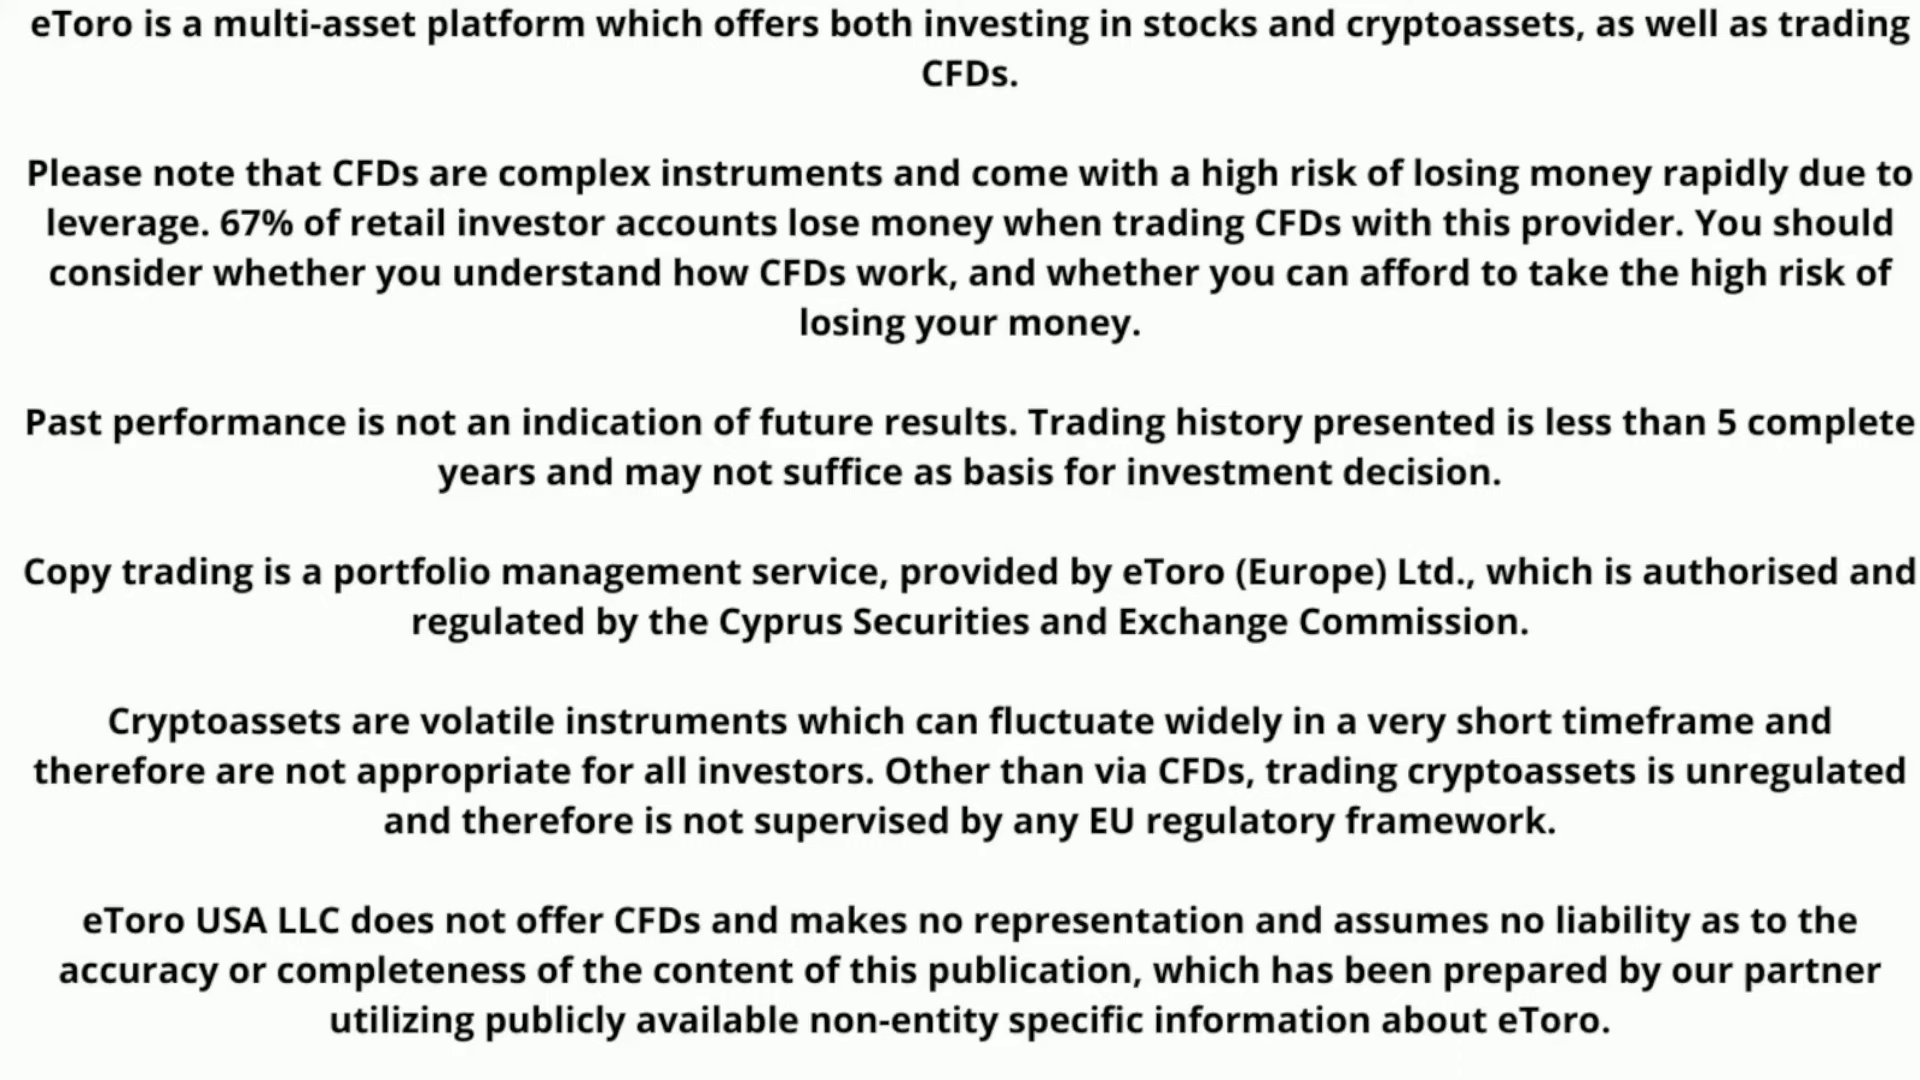 eToro is a multi-asset platform which offers both investing in stocks and cryptoassets, as well as trading
CFDs.
Please note that CFDs are complex instruments and come with a high risk of losing money rapidly due to
leverage. 67% of retail investor accounts lose money when trading CFDs with this provider. You should
consider whether you understand how CFDs work, and whether you can afford to take the high risk of
losing your money.
Past performance is not an indication of future results. Trading history presented is less than 5 complete
years and may not suffice as basis for investment decision.
Copy trading is a portfolio management service, provided by eToro (Europe) Ltd., which is authorised and
regulated by the Cyprus Securities and Exchange Commission.
Cryptoassets are volatile instruments which can fluctuate widely in a very short timeframe and
therefore are not appropriate for all investors. Other than via CFDs, trading cryptoassets is unregulated
and therefore is not supervised by any EU regulatory framework.
eToro USA LLC does not offer CFDs and makes no representation and assumes no liability as to the
accuracy or completeness of the content of this publication, which has been prepared by our partner
utilizing publicly available non-entity specific information about eToro.